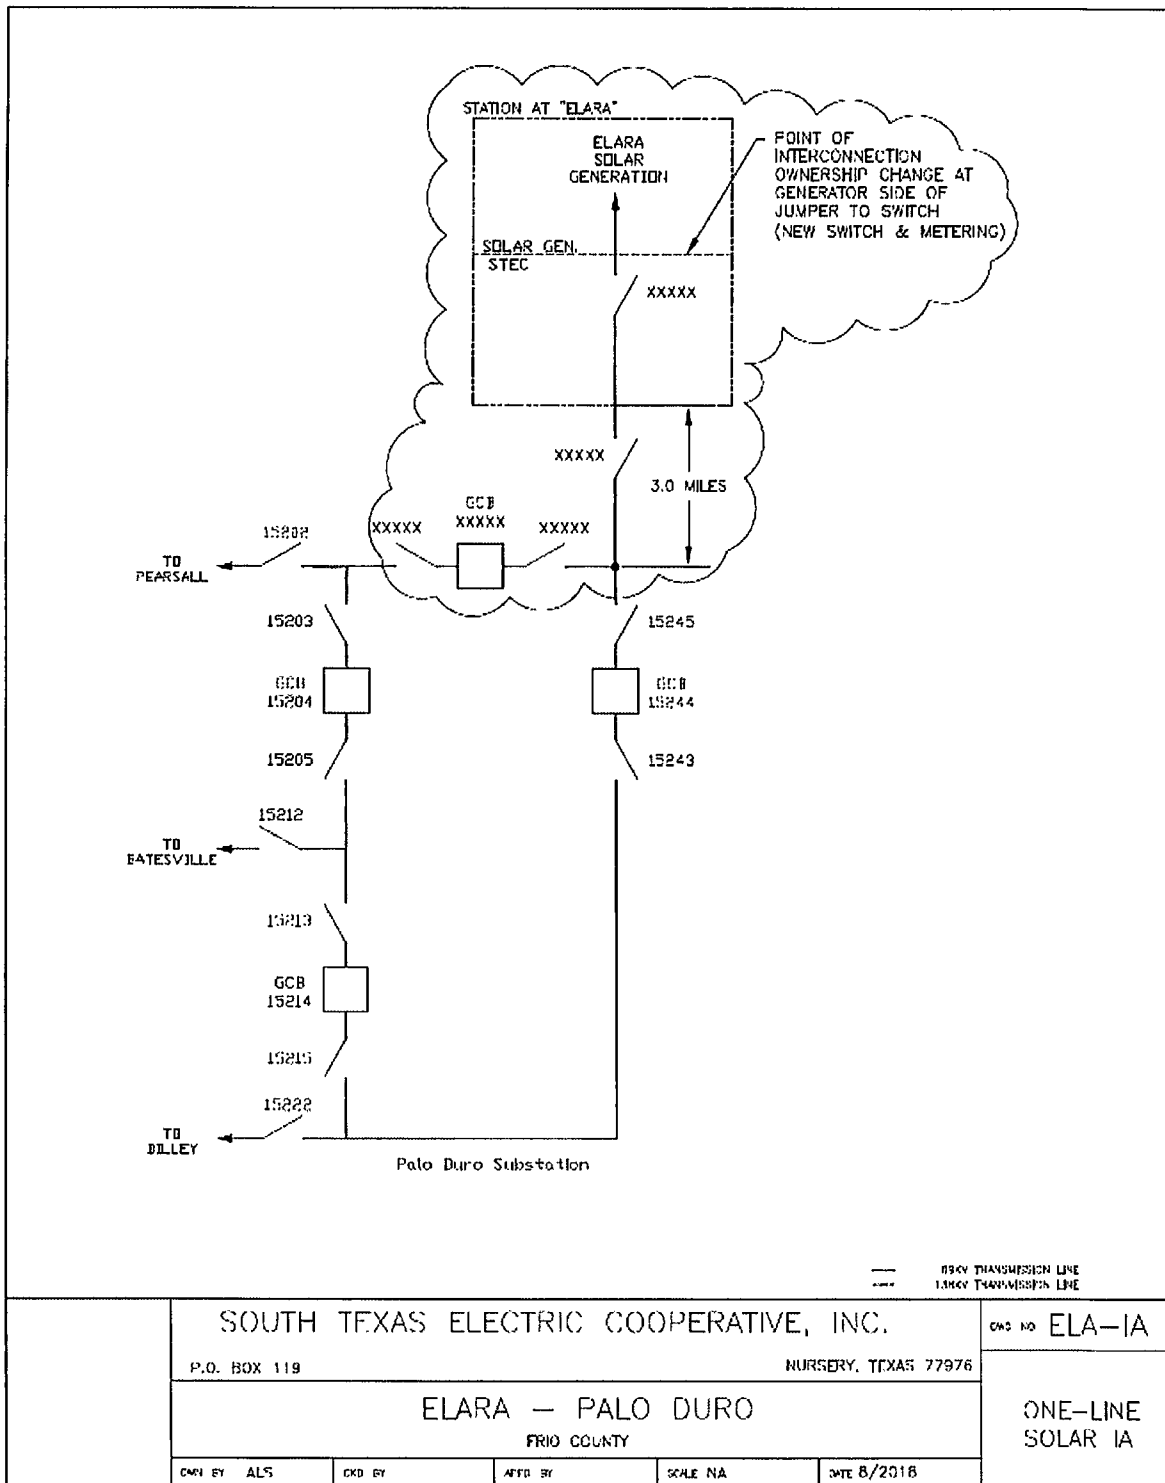 STATION AT "ELARA"
ELARA
SOLAR
GENERATION
POINT OF
INTERCONNECTION
OWNERSHIP CHANGE AT
GENERATOR SIDE OF
JUMPER TO SWITCH
(NEW SWITCH & METERING)
SOLAR GEN.
STEC
XXXXX
XXXXX
3.0 MILES
GCB
XXXXX
XXXXX
XXXXX
15202
TO
PEARSALL
15203
15245
GCB
15204
GCB
15244
15205
15243
15212
TO
BATESVILLE
15213
GCB
15214
15215
15222
TO
DILLEY
Palo Duro Substation
TRANSMISSION LINE
TRANSMISSION LINE
SOUTH TEXAS ELECTRIC COOPERATIVE, INC.
P.O. BOX 119
NURSERY, TEXAS 77976
DWG NO ELA-IA
ELARA - PALO DURO
FRIO COUNTY
ONE-LINE
SOLAR IA
DWN BY ALS
CKD BY
APPD BY
SCALE NA
DATE 8/2018